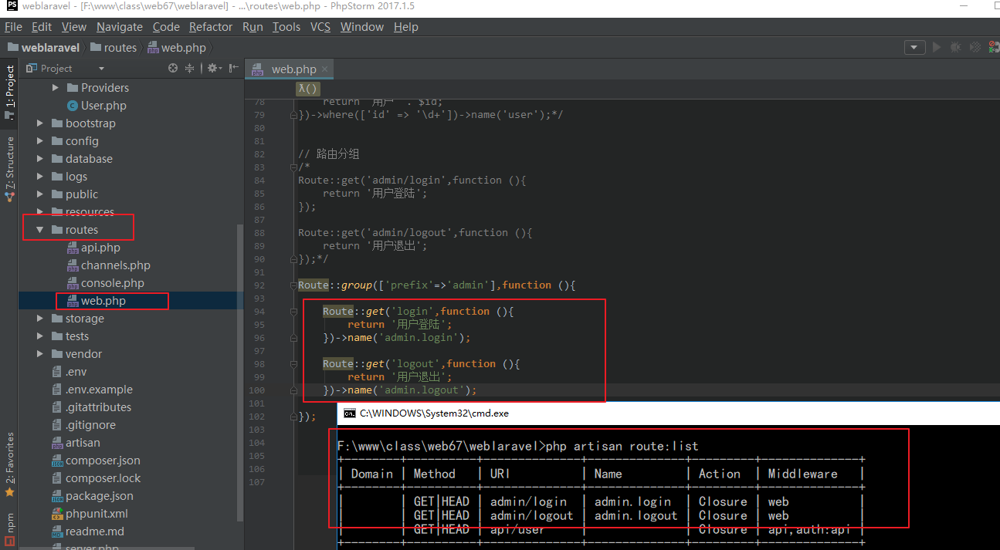 weblaravel - [F:\www\class\web67\weblaravel] - ...\routes\web.php - PhpStorm 2017.1.5
File Edit View Navigate Code Refactor Run Tools VCS Window Help
weblaravel routes web.php
1: Project
7: Structure
2: Favorites
npm
Project
Providers
User.php
bootstrap
config
database
logs
public
resources
routes
api.php
channels.php
console.php
web.php
storage
tests
vendor
.env
.env.example
.gitattributes
.gitignore
artisan
composer.json
composer.lock
package.json
phpunit.xml
readme.md
server.php
web.php
λ()
78 return '用户' . $id;
79 })->where(['id' => '\d+'])->name('user');*/
80
81
82 // 路由分组
83 /*
84 Route::get('admin/login',function (){
85 return '用户登陆';
86 });
87
88 Route::get('admin/logout',function (){
89 return '用户退出';
90 });*/
91
92 Route::group(['prefix'=>'admin'],function (){
93
94 Route::get('login',function (){
95 return '用户登陆';
96 })->name('admin.login');
97
98 Route::get('logout',function (){
99 return '用户退出';
100 })->name('admin.logout');
101
102 });
103
104
105
106
107
C:\WINDOWS\System32\cmd.exe
F:\www\class\web67\weblaravel>php artisan route:list
| Domain | Method | URI | Name | Action | Middleware |
| | GET|HEAD | admin/login | admin.login | Closure | web |
| | GET|HEAD | admin/logout | admin.logout | Closure | web |
| | GET|HEAD | api/user | | Closure | api,auth:api |